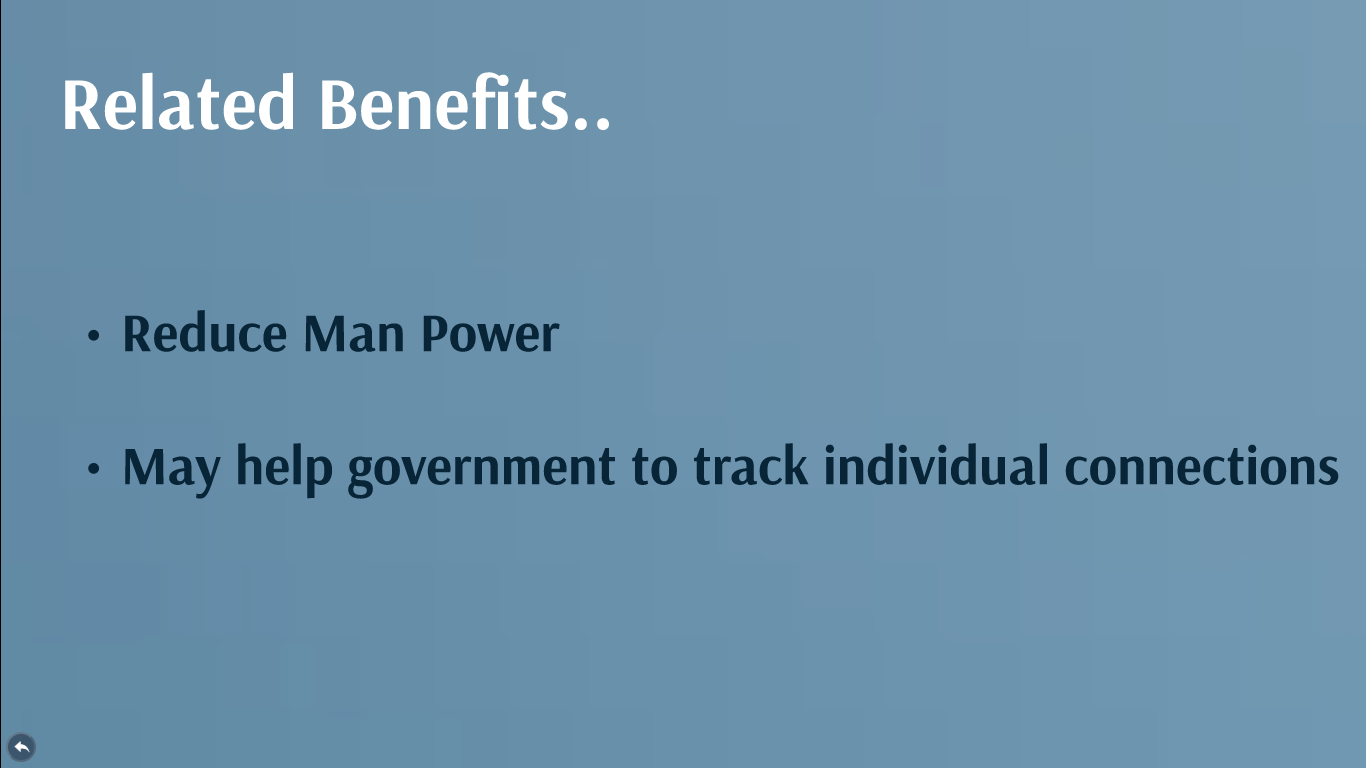 Related Benefits..
• Reduce Man Power
• May help government to track individual connections